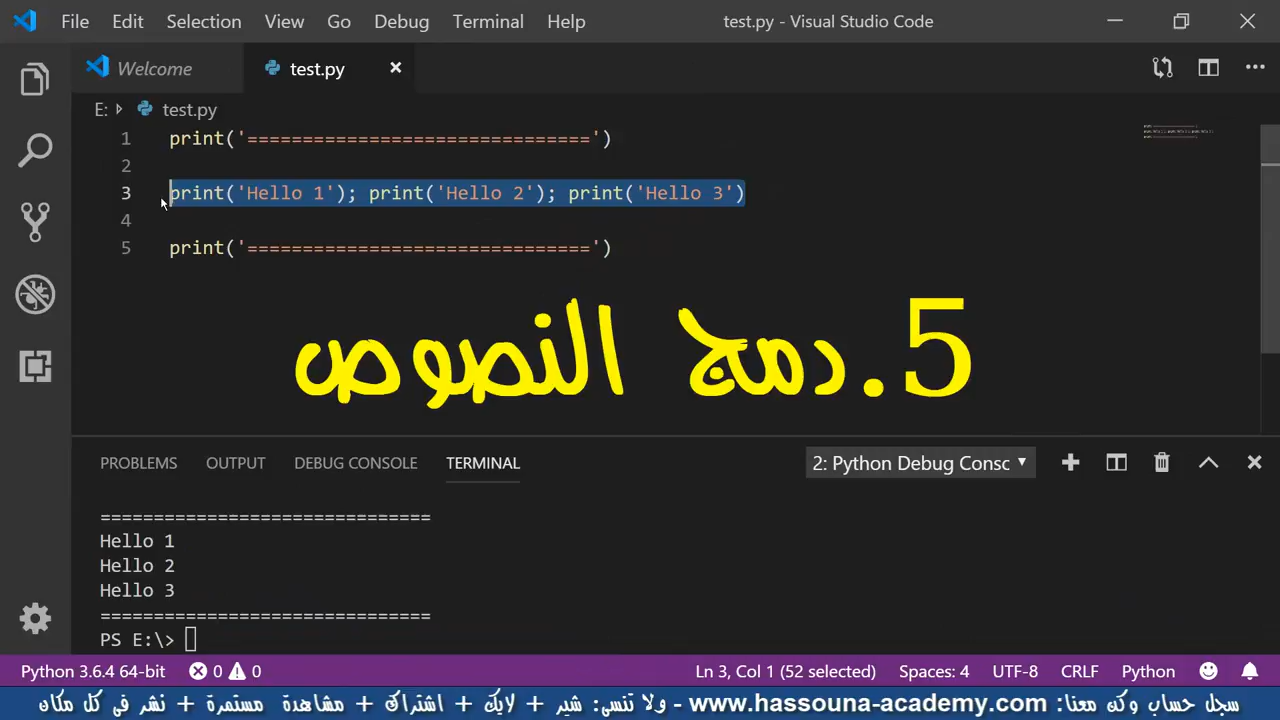 File Edit Selection View Go Debug Terminal Help test.py - Visual Studio Code
Welcome test.py
E: test.py
1 print('===============================')
2
3 print('Hello 1'); print('Hello 2'); print('Hello 3')
4
5 print('===============================')
5.دمج النصوص
PROBLEMS OUTPUT DEBUG CONSOLE TERMINAL 2: Python Debug Consc
===============================
Hello 1
Hello 2
Hello 3
===============================
PS E:\>
Python 3.6.4 64-bit 0 0 Ln 3, Col 1 (52 selected) Spaces: 4 UTF-8 CRLF Python
سجل حساب وكن معنا: www.hassouna-academy.com - ولا تنسى: شير + لايك + اشتراك + مشاهدة مستمرة + نشر في كل مكان